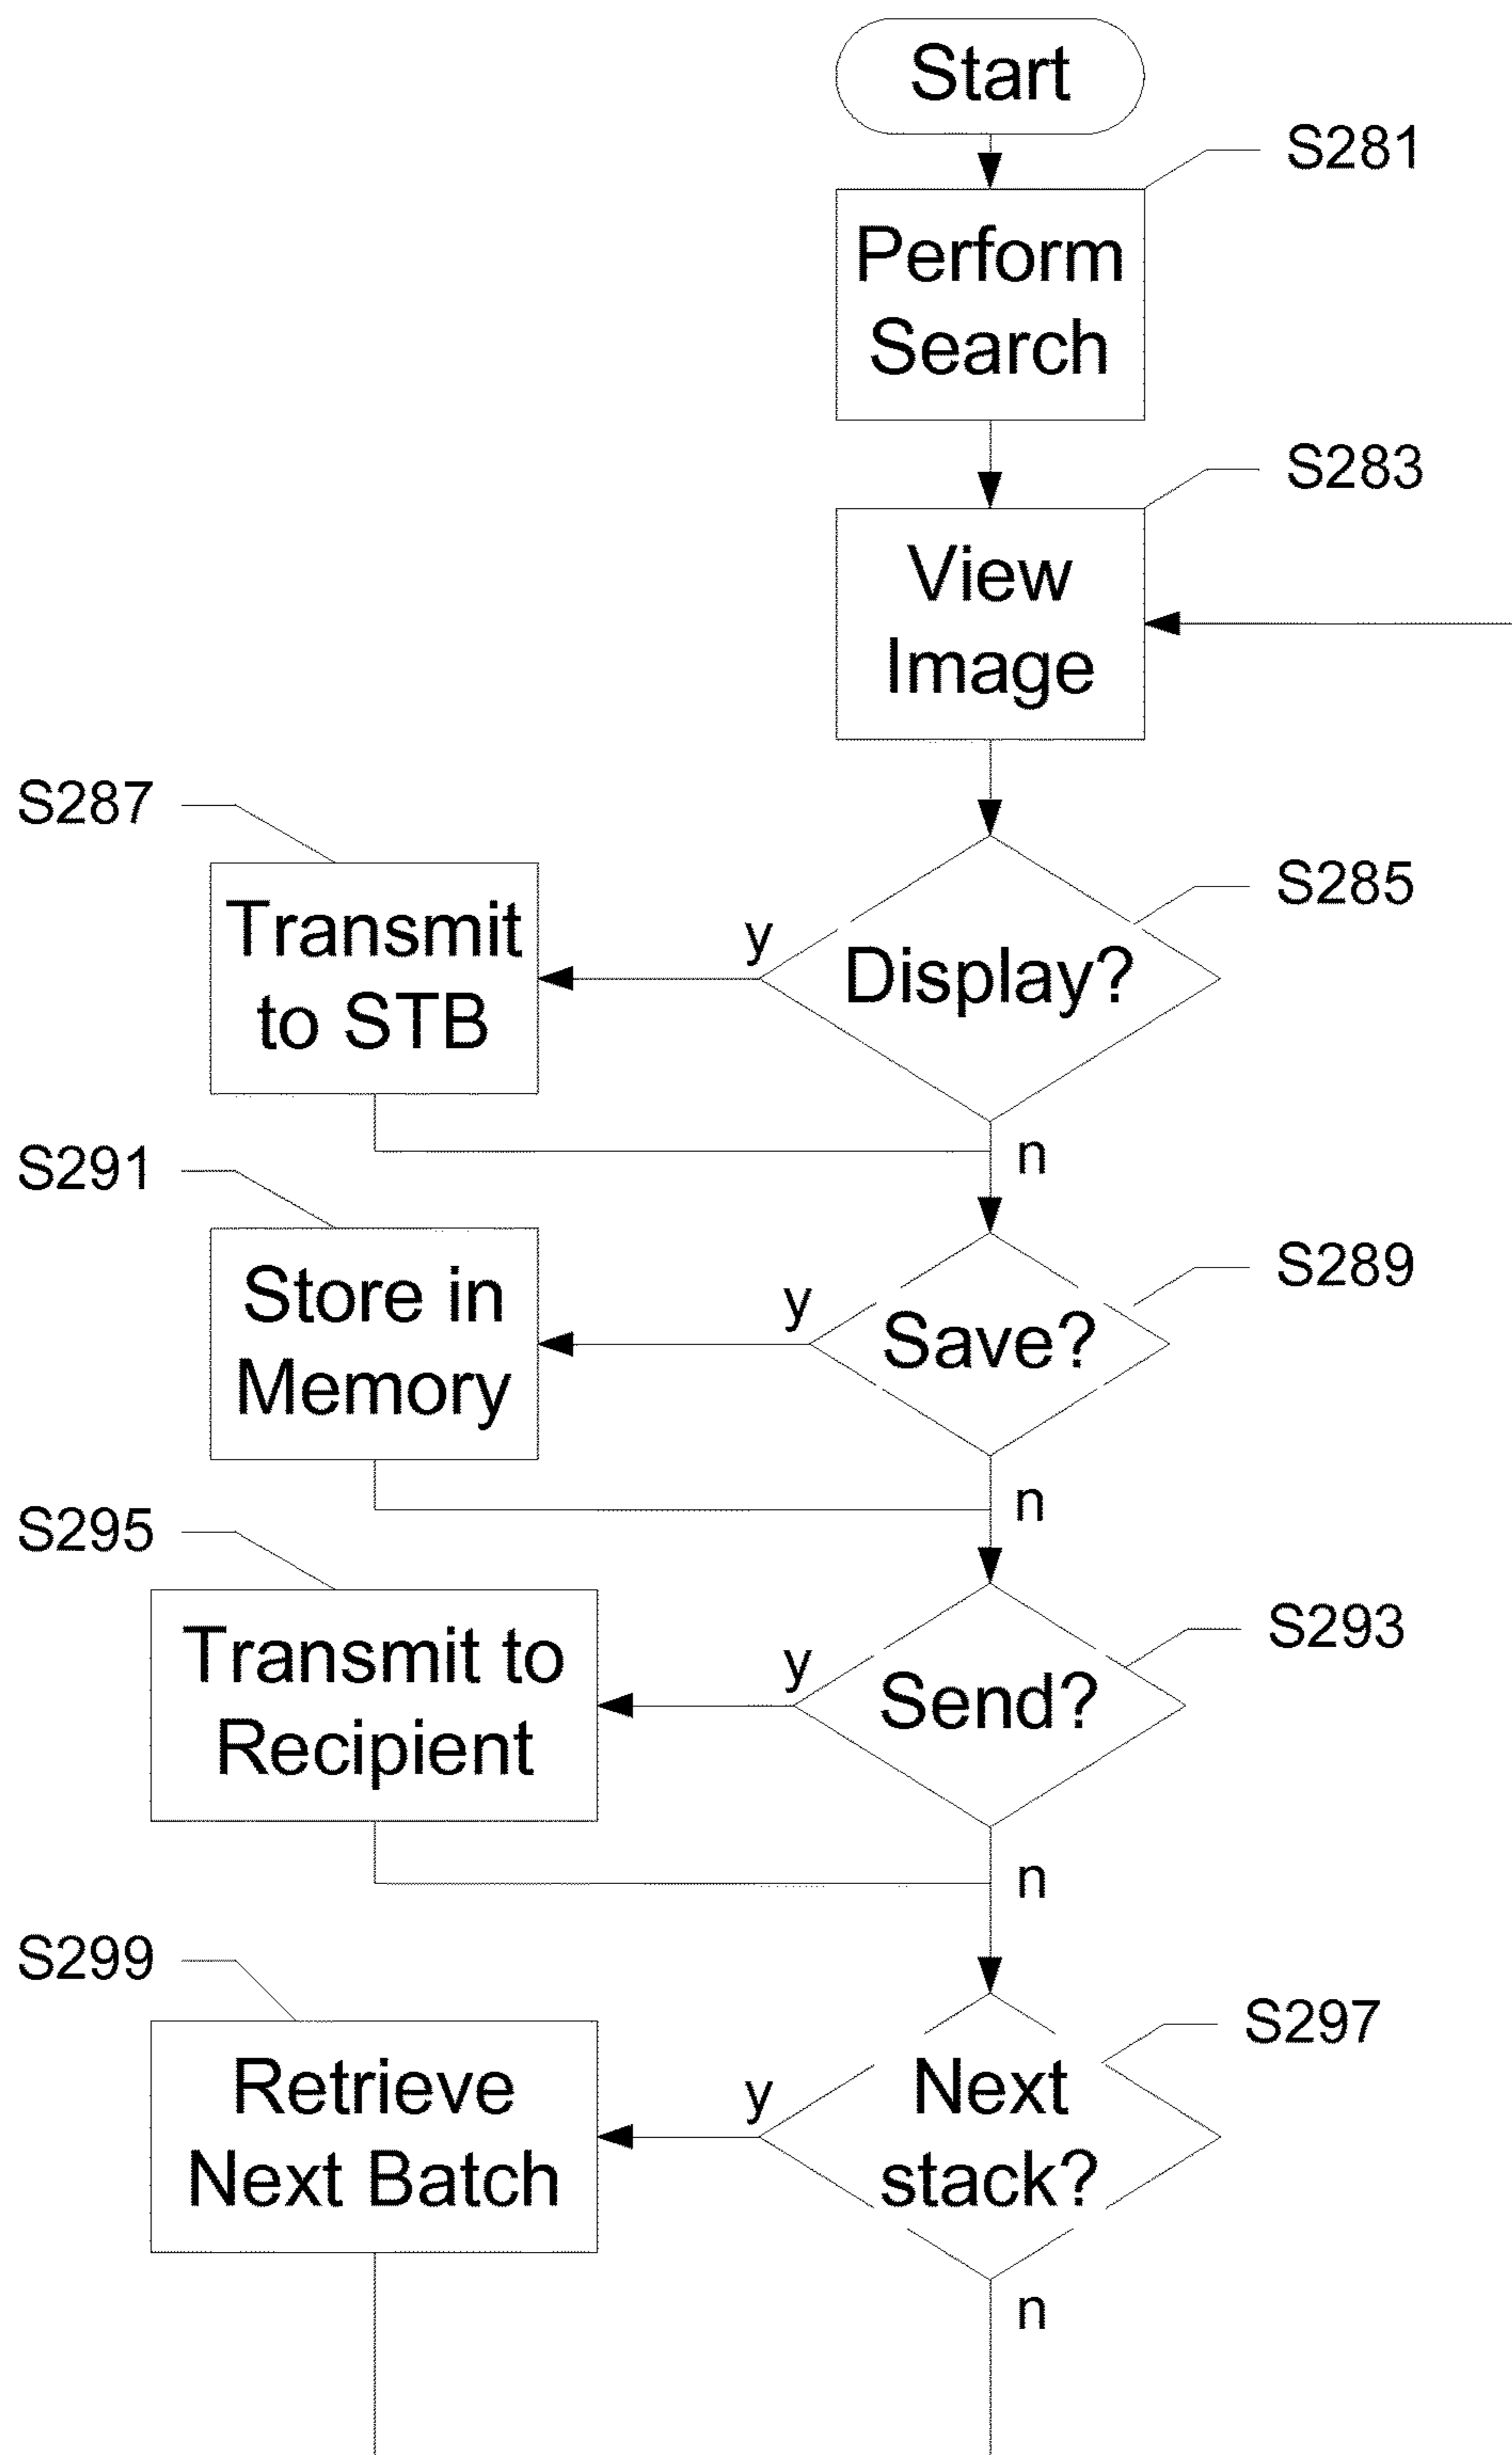 Start
S281
Perform
Search
S283
View
Image
S287
S285
Transmit
to STB
y
Display?
n
S291
S289
Store in
Memory
y
Save?
n
S295
S293
Transmit to
Recipient
y
Send?
n
S299
S297
Retrieve
Next Batch
y
Next
stack?
n